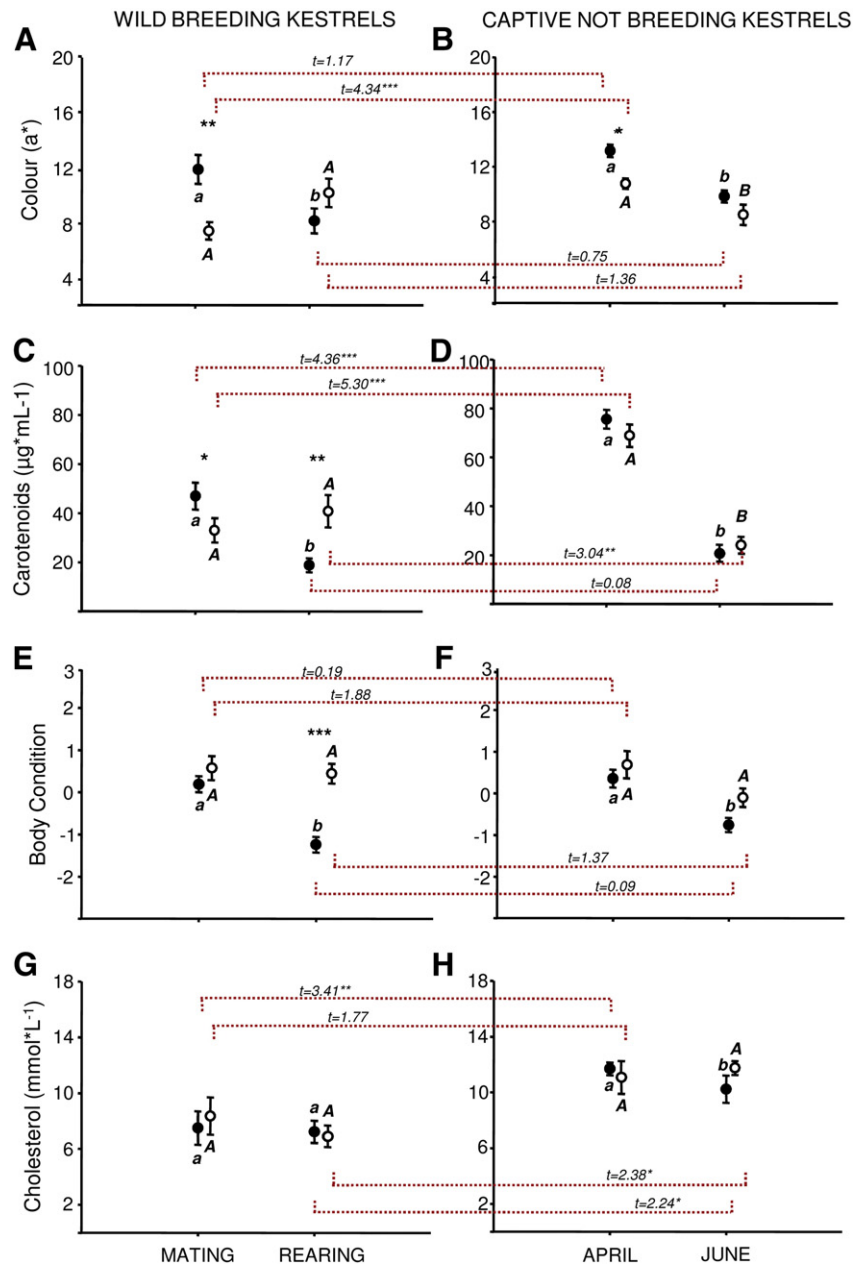 WILD BREEDING KESTRELS
CAPTIVE NOT BREEDING KESTRELS
A
Colour (a*)
20
16
12
8
4
**
a
A
b
A
t=1.17
t=4.34***
B
20
16
12
8
4
*
a
A
b
B
t=0.75
t=1.36
C
Carotenoids (µg*mL-1)
100
80
60
40
20
*
a
A
**
b
A
t=4.36***
t=5.30***
D
100
80
60
40
20
a
A
b
B
t=3.04**
t=0.08
E
Body Condition
3
2
1
0
-1
-2
a
A
***
b
A
t=0.19
t=1.88
F
3
2
1
0
-1
-2
a
A
b
A
t=1.37
t=0.09
G
Cholesterol (mmol*L-1)
18
14
10
6
2
a
A
a
A
t=3.41**
t=1.77
H
18
14
10
6
2
a
A
b
A
t=2.38*
t=2.24*
MATING
REARING
APRIL
JUNE